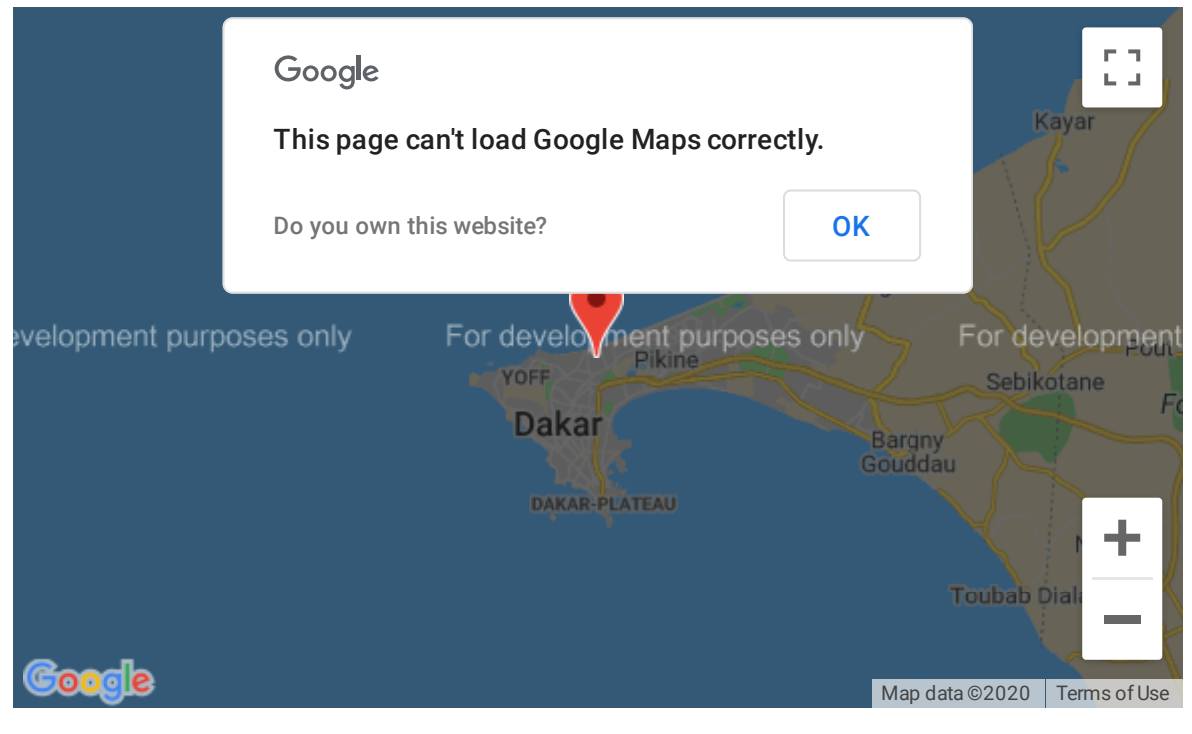 Google
This page can't load Google Maps correctly.
Do you own this website?
OK
Kayar
evelopment purposes only
For development purposes only
For development
Pout
Pikine
YOFF
Sebikotane
Dakar
Bargny
Gouddau
DAKAR-PLATEAU
Toubab Diala
Google
Map data ©2020
Terms of Use